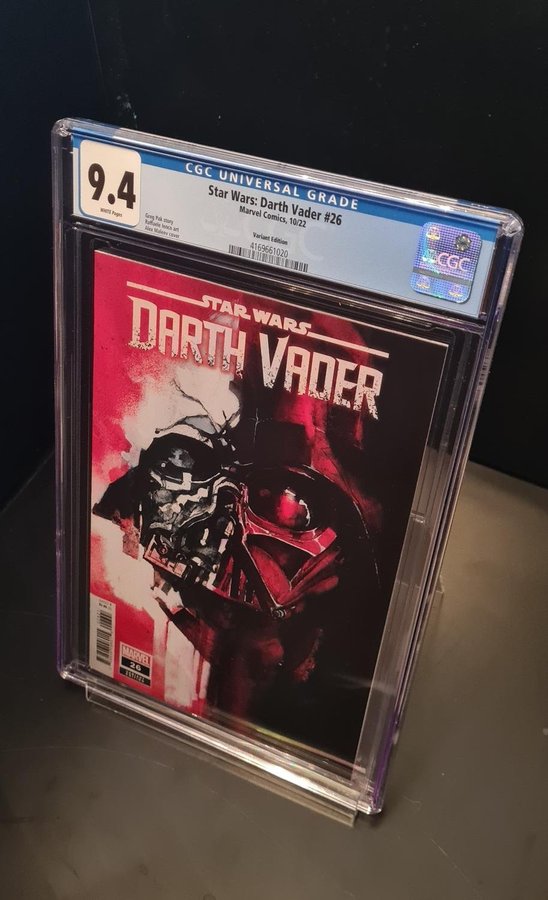 CGC UNIVERSAL GRADE
9.4
WHITE Pages
Star Wars: Darth Vader #26
Marvel Comics, 10/22
Greg Pak story
Raffaele Ienco art
Alex Maleev cover
Variant Edition
4169661020
CGC
STAR WARS
DARTH VADER
MARVEL
26